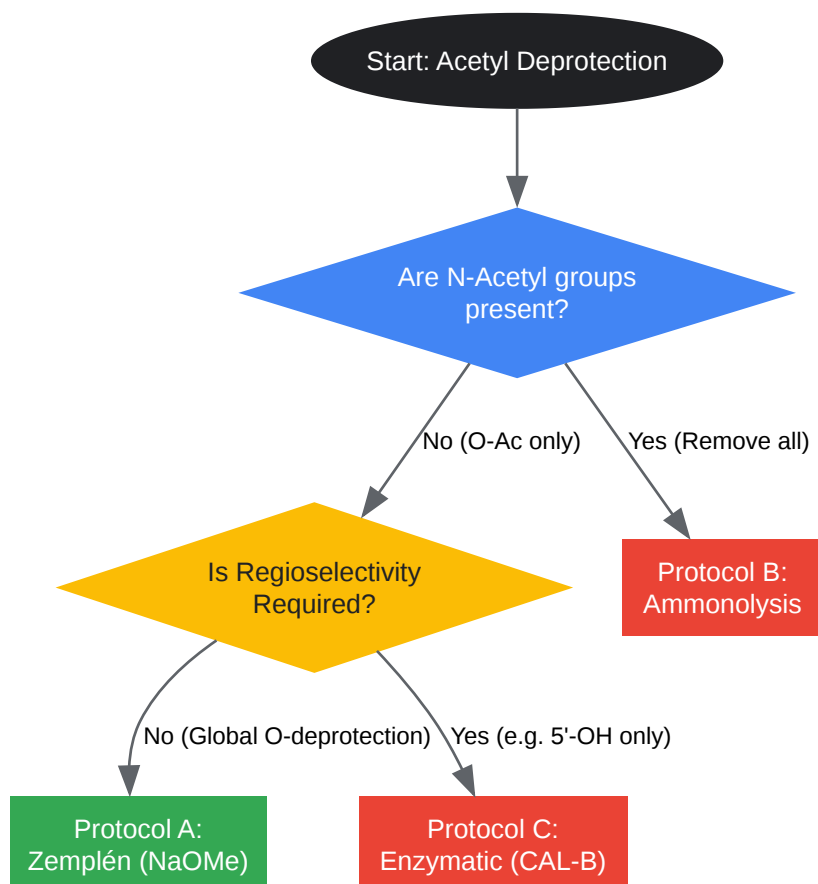 Start: Acetyl Deprotection
Are N-Acetyl groups
present?
No (O-Ac only)
Yes (Remove all)
Is Regioselectivity
Required?
Protocol B:
Ammonolysis
No (Global O-deprotection)
Yes (e.g. 5'-OH only)
Protocol A:
Zemplén (NaOMe)
Protocol C:
Enzymatic (CAL-B)